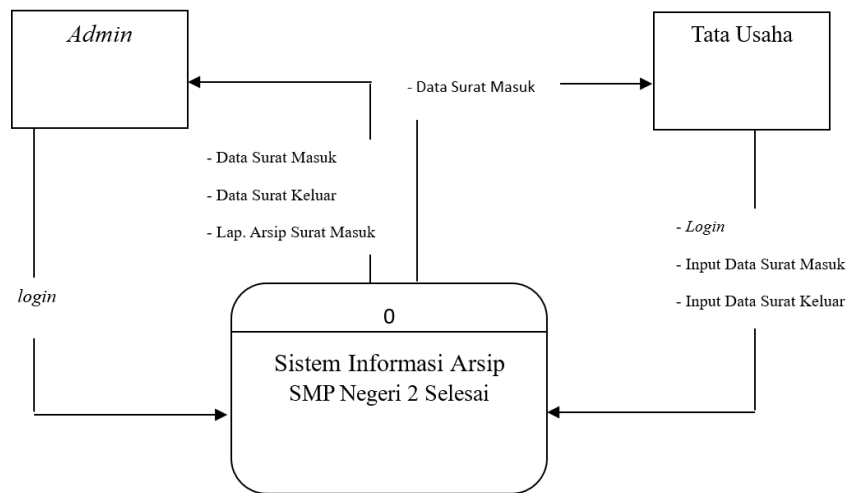 Admin
Tata Usaha
- Data Surat Masuk
- Data Surat Masuk
- Data Surat Keluar
- Lap. Arsip Surat Masuk
- Login
- Input Data Surat Masuk
- Input Data Surat Keluar
login
0
Sistem Informasi Arsip
SMP Negeri 2 Selesai